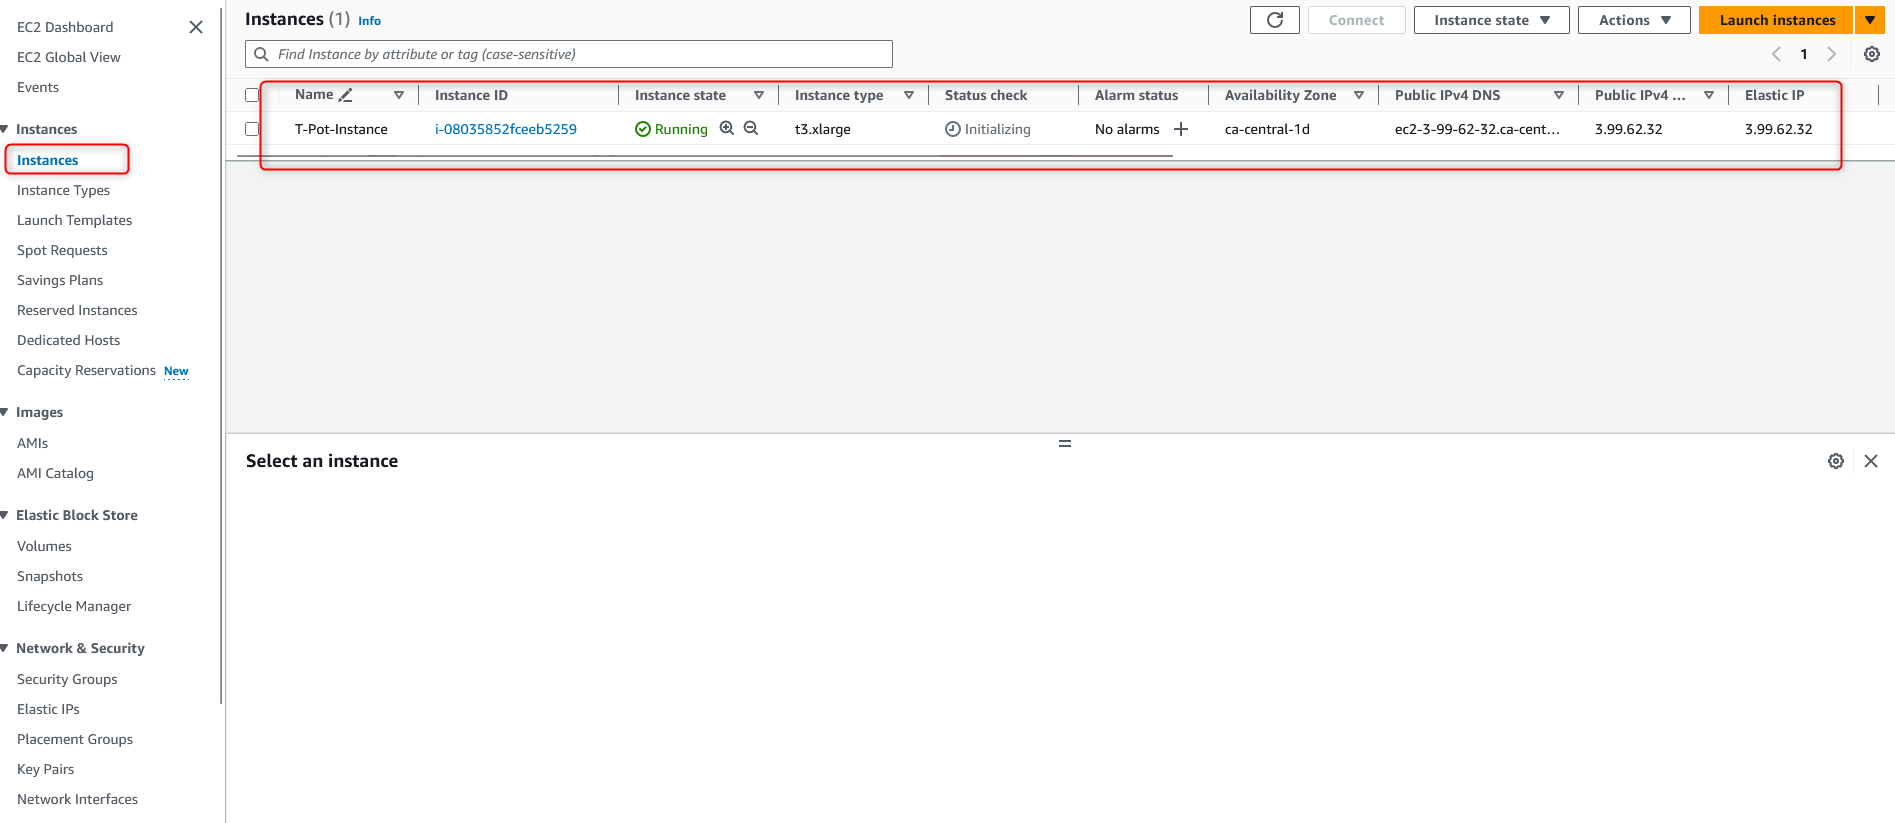 EC2 Dashboard
EC2 Global View
Events
Instances
Instances
Instance Types
Launch Templates
Spot Requests
Savings Plans
Reserved Instances
Dedicated Hosts
Capacity Reservations New
Images
AMIs
AMI Catalog
Elastic Block Store
Volumes
Snapshots
Lifecycle Manager
Network & Security
Security Groups
Elastic IPs
Placement Groups
Key Pairs
Network Interfaces
Instances (1) Info
Connect
Instance state
Actions
Launch instances
Find Instance by attribute or tag (case-sensitive)
1
Name Instance ID Instance state Instance type Status check Alarm status Availability Zone Public IPv4 DNS Public IPv4 ... Elastic IP
T-Pot-Instance i-08035852fceeb5259 Running t3.xlarge Initializing No alarms + ca-central-1d ec2-3-99-62-32.ca-cent... 3.99.62.32 3.99.62.32
Select an instance